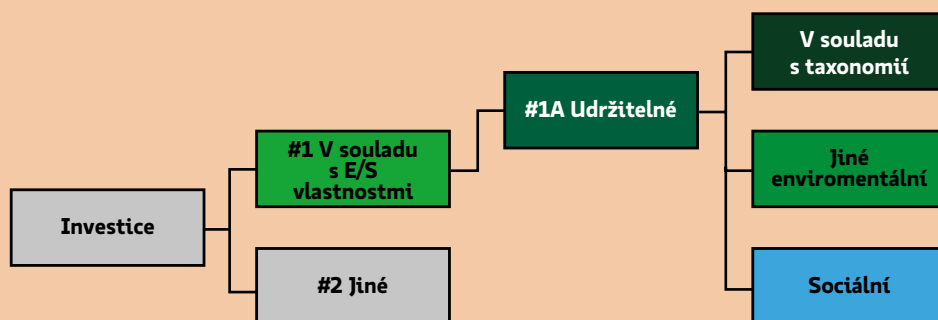 Investice
#1 V souladu
s E/S
vlastnostmi
#2 Jiné
#1A Udržitelné
V souladu
s taxonomií
Jiné
enviromentální
Sociální